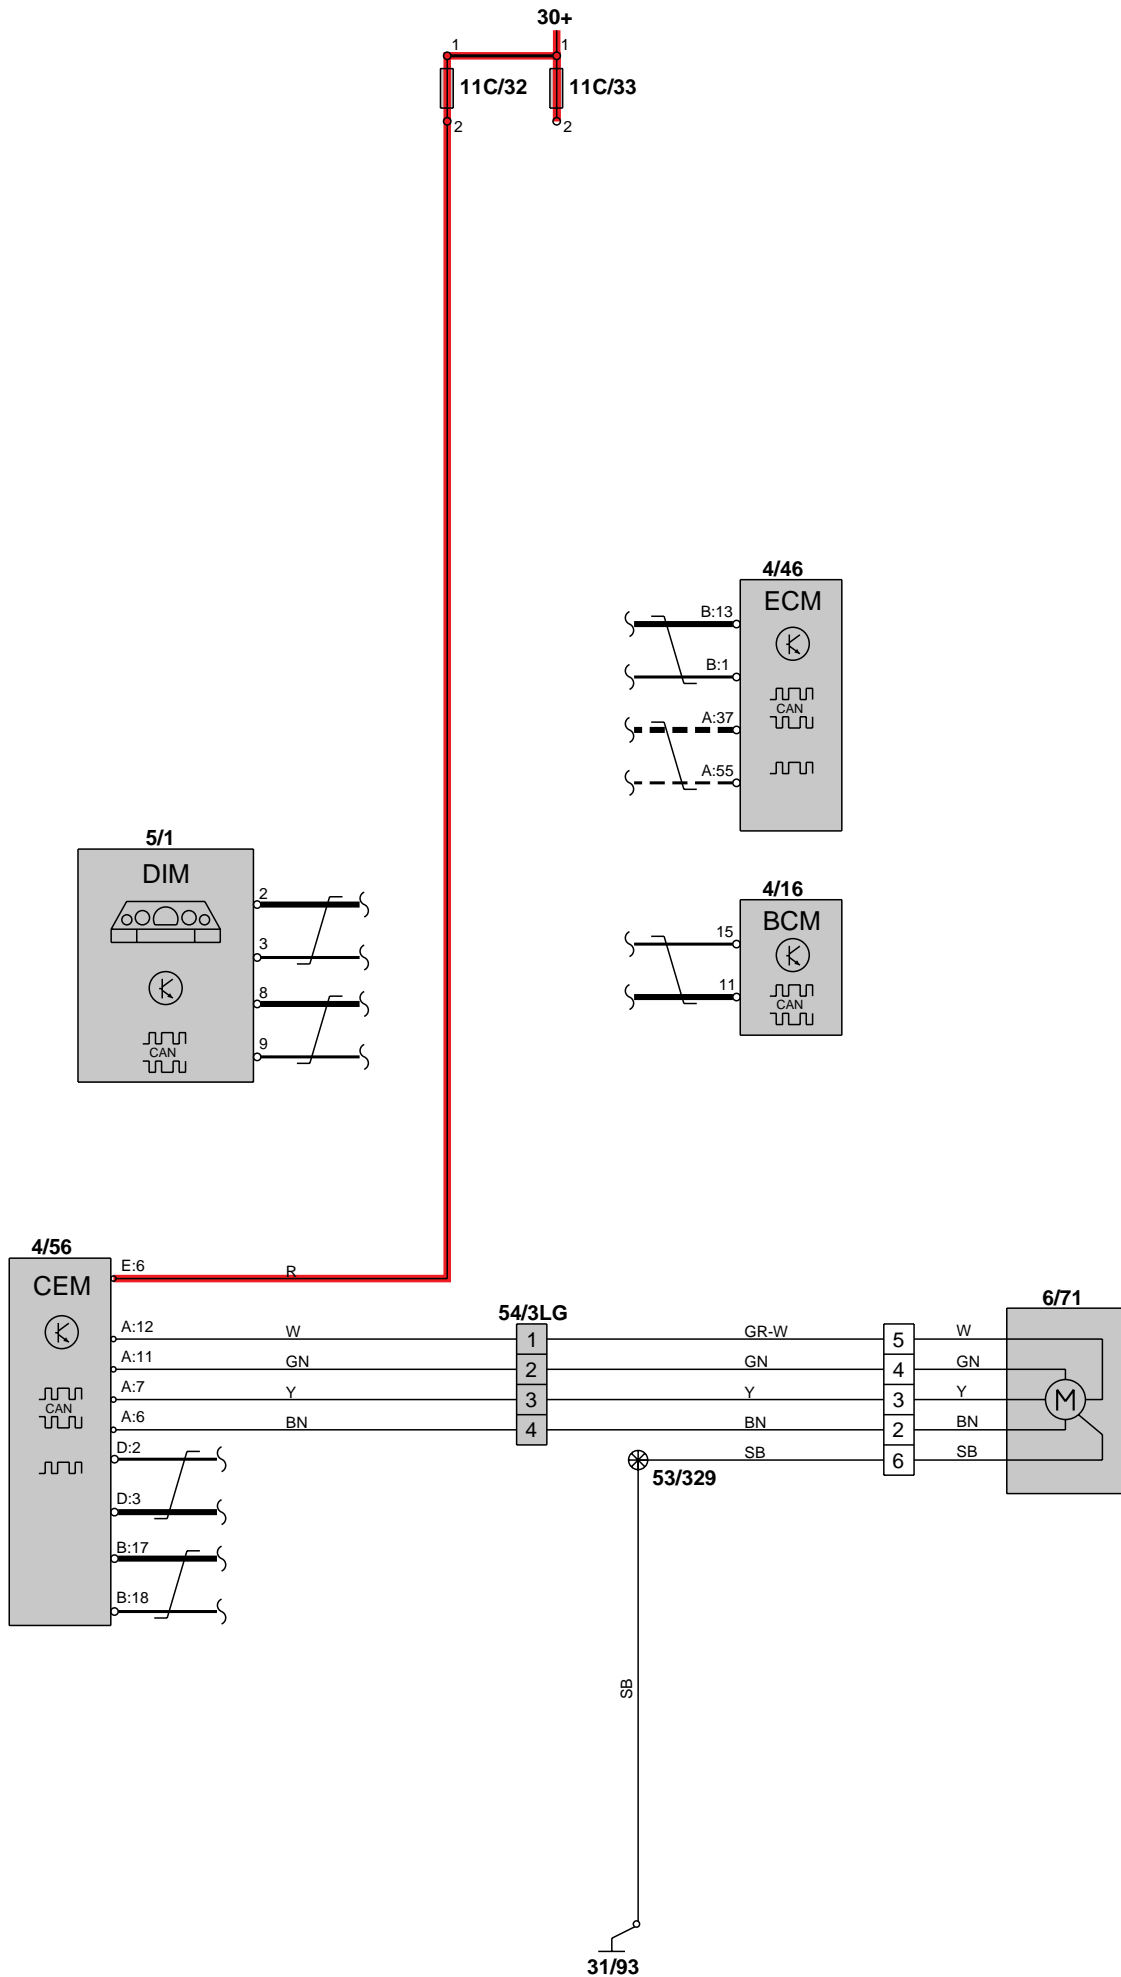 30+
1
1
11C/32
11C/33
2
2
4/46
ECM
B:13
B:1
A:37
CAN
A:55
5/1
DIM
2
3
8
9
CAN
4/16
BCM
15
11
CAN
4/56
CEM
E:6
R
54/3LG
6/71
A:12
W
1
GR-W
5
W
A:11
GN
2
GN
4
GN
A:7
Y
3
Y
3
Y
M
CAN
A:6
BN
4
BN
2
BN
D:2
SB
6
SB
53/329
D:3
B:17
B:18
SB
31/93